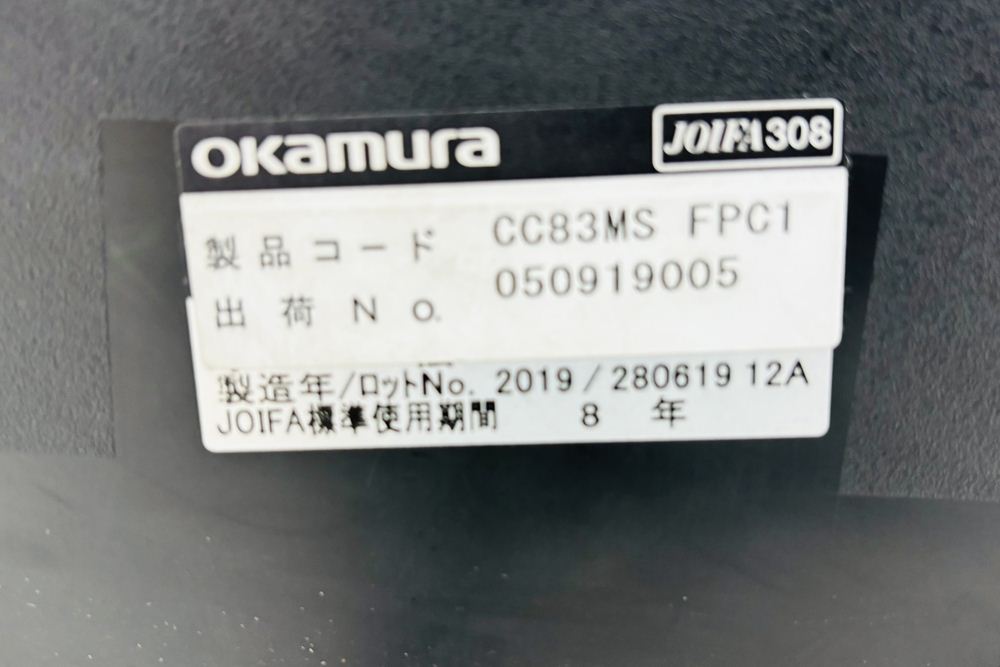 okamura
JOIFA308
製品コード CC83MS FPC1
出荷No. 050919005
製造年/ロットNo. 2019 / 280619 12A
JOIFA標準使用期間 8 年